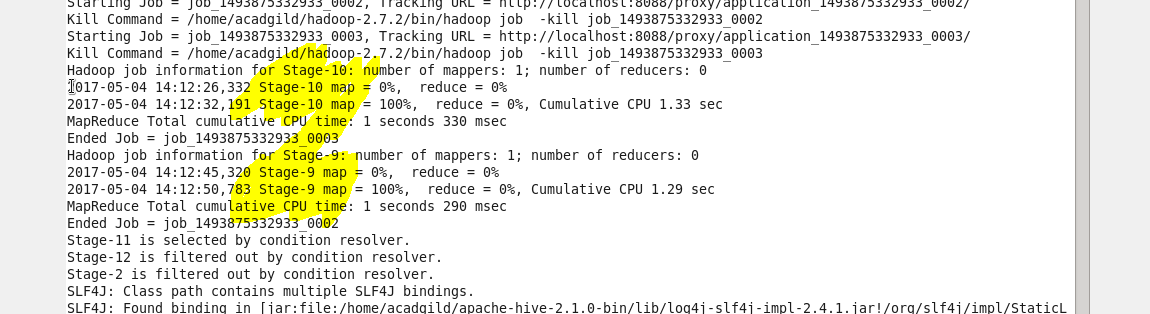 Starting Job = job_1493875332933_0002, Tracking URL = http://localhost:8088/proxy/application_1493875332933_0002/
Kill Command = /home/acadgild/hadoop-2.7.2/bin/hadoop job  -kill job_1493875332933_0002
Starting Job = job_1493875332933_0003, Tracking URL = http://localhost:8088/proxy/application_1493875332933_0003/
Kill Command = /home/acadgild/hadoop-2.7.2/bin/hadoop job  -kill job_1493875332933_0003
Hadoop job information for Stage-10: number of mappers: 1; number of reducers: 0
2017-05-04 14:12:26,332 Stage-10 map = 0%,  reduce = 0%
2017-05-04 14:12:32,191 Stage-10 map = 100%,  reduce = 0%, Cumulative CPU 1.33 sec
MapReduce Total cumulative CPU time: 1 seconds 330 msec
Ended Job = job_1493875332933_0003
Hadoop job information for Stage-9: number of mappers: 1; number of reducers: 0
2017-05-04 14:12:45,320 Stage-9 map = 0%,  reduce = 0%
2017-05-04 14:12:50,783 Stage-9 map = 100%,  reduce = 0%, Cumulative CPU 1.29 sec
MapReduce Total cumulative CPU time: 1 seconds 290 msec
Ended Job = job_1493875332933_0002
Stage-11 is selected by condition resolver.
Stage-12 is filtered out by condition resolver.
Stage-2 is filtered out by condition resolver.
SLF4J: Class path contains multiple SLF4J bindings.
SLF4J: Found binding in [jar:file:/home/acadgild/apache-hive-2.1.0-bin/lib/log4j-slf4j-impl-2.4.1.jar!/org/slf4j/impl/StaticL